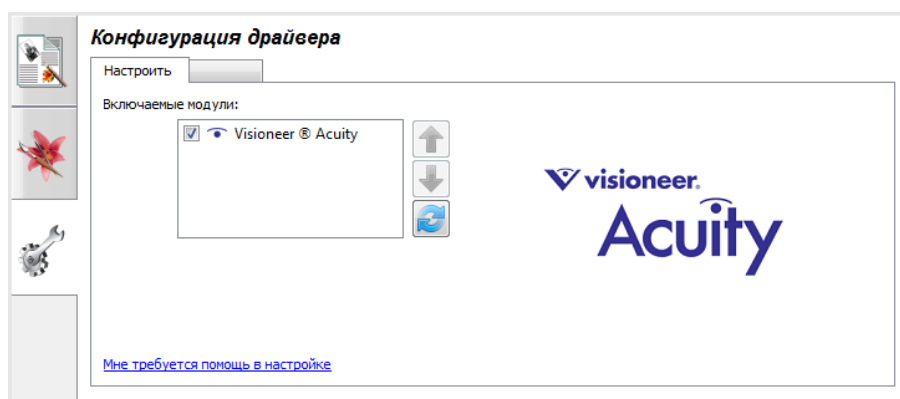 Конфигурация драйвера
Настроить
Включаемые модули:
Visioneer ® Acuity
visioneer.
Acuity
Мне требуется помощь в настройке